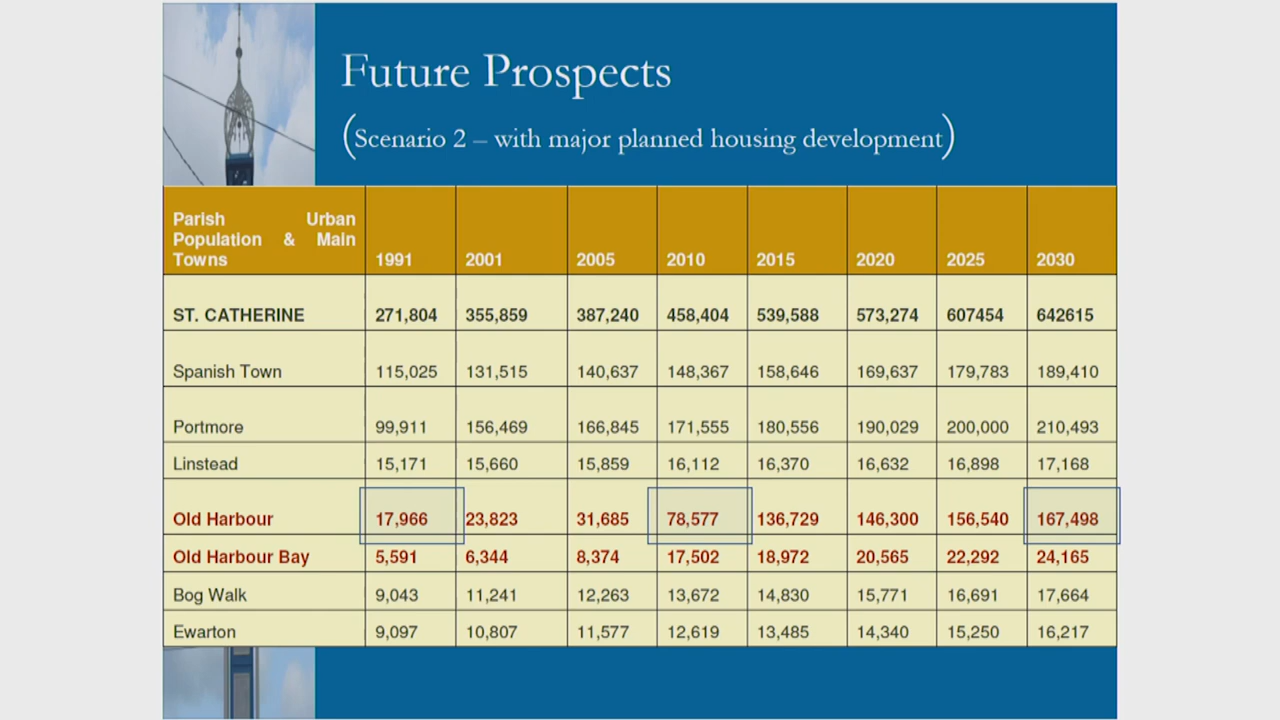 Future Prospects
(Scenario 2 – with major planned housing development)
Parish Urban
Population & Main
Towns 1991 2001 2005 2010 2015 2020 2025 2030
ST. CATHERINE 271,804 355,859 387,240 458,404 539,588 573,274 607454 642615
Spanish Town 115,025 131,515 140,637 148,367 158,646 169,637 179,783 189,410
Portmore 99,911 156,469 166,845 171,555 180,556 190,029 200,000 210,493
Linstead 15,171 15,660 15,859 16,112 16,370 16,632 16,898 17,168
Old Harbour 17,966 23,823 31,685 78,577 136,729 146,300 156,540 167,498
Old Harbour Bay 5,591 6,344 8,374 17,502 18,972 20,565 22,292 24,165
Bog Walk 9,043 11,241 12,263 13,672 14,830 15,771 16,691 17,664
Ewarton 9,097 10,807 11,577 12,619 13,485 14,340 15,250 16,217